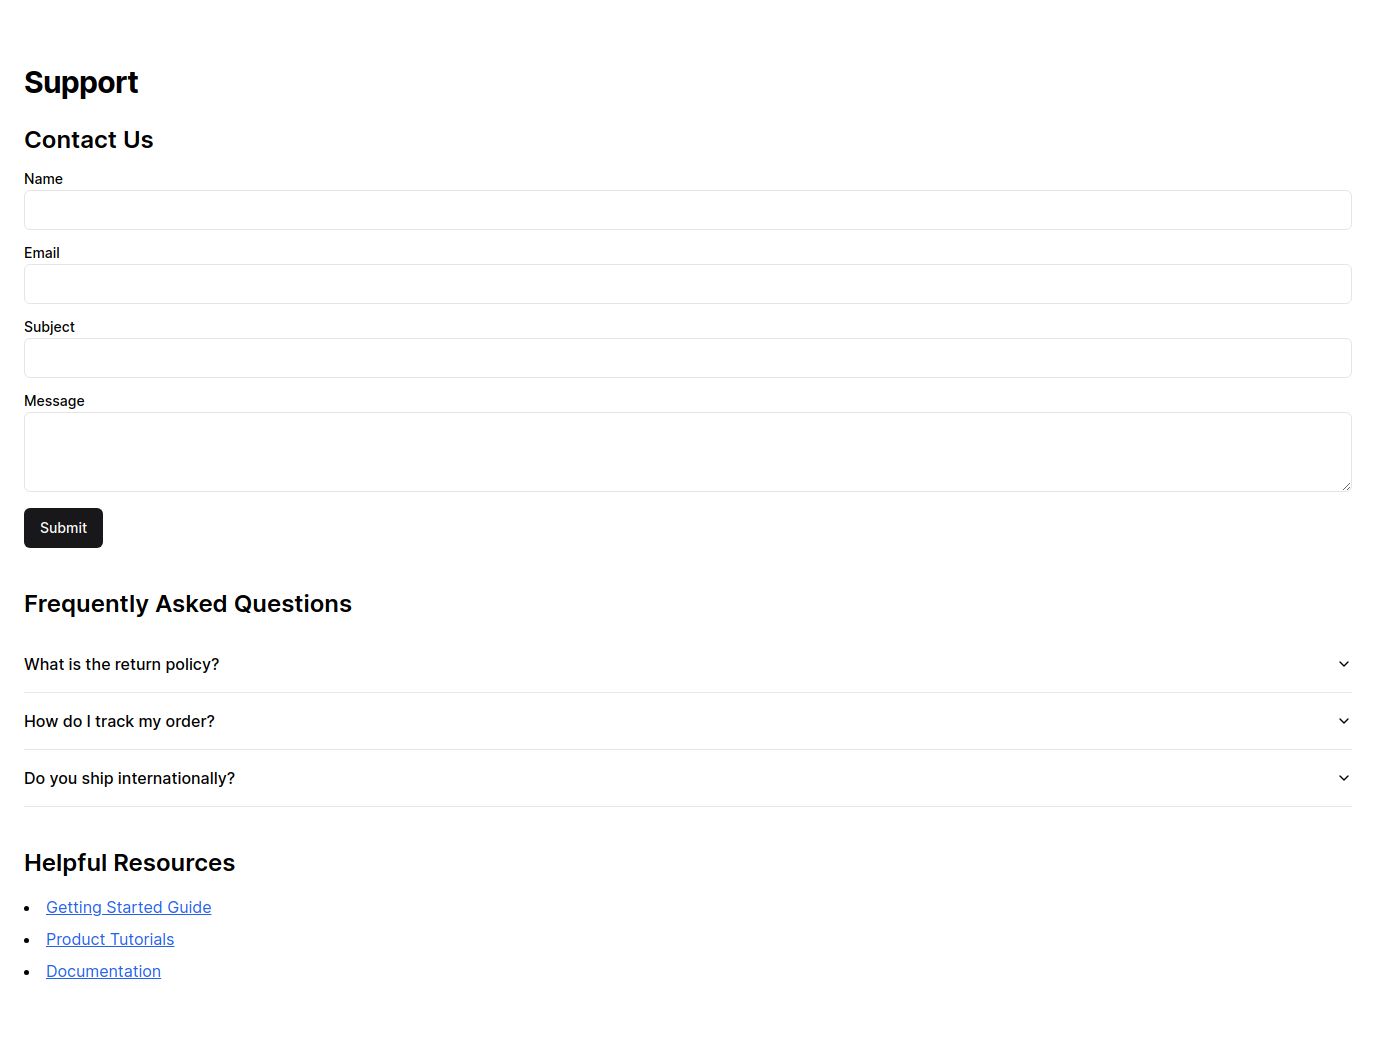 Support
Contact Us
Name
Email
Subject
Message
Submit
Frequently Asked Questions
What is the return policy?
How do I track my order?
Do you ship internationally?
Helpful Resources
Getting Started Guide
Product Tutorials
Documentation